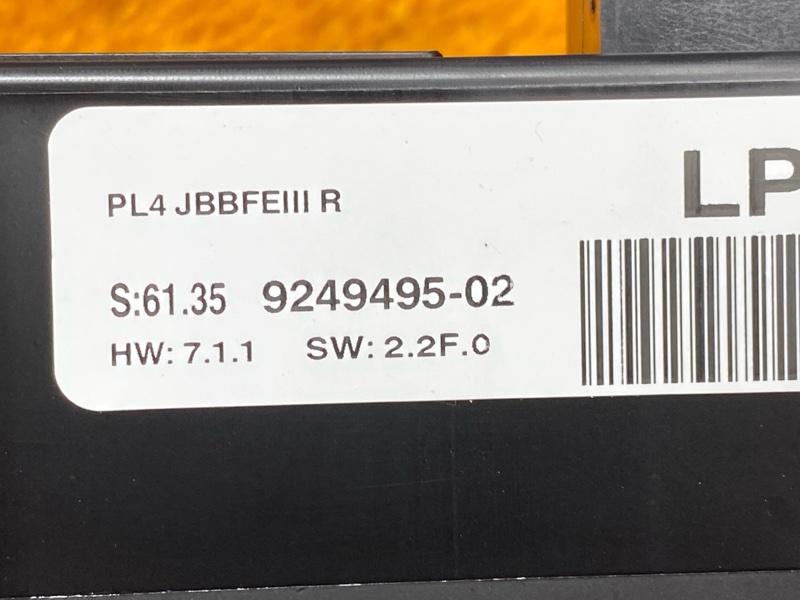 PL4 JBBFEIII R
LP
S:61.35 9249495-02
HW: 7.1.1 SW: 2.2F.0